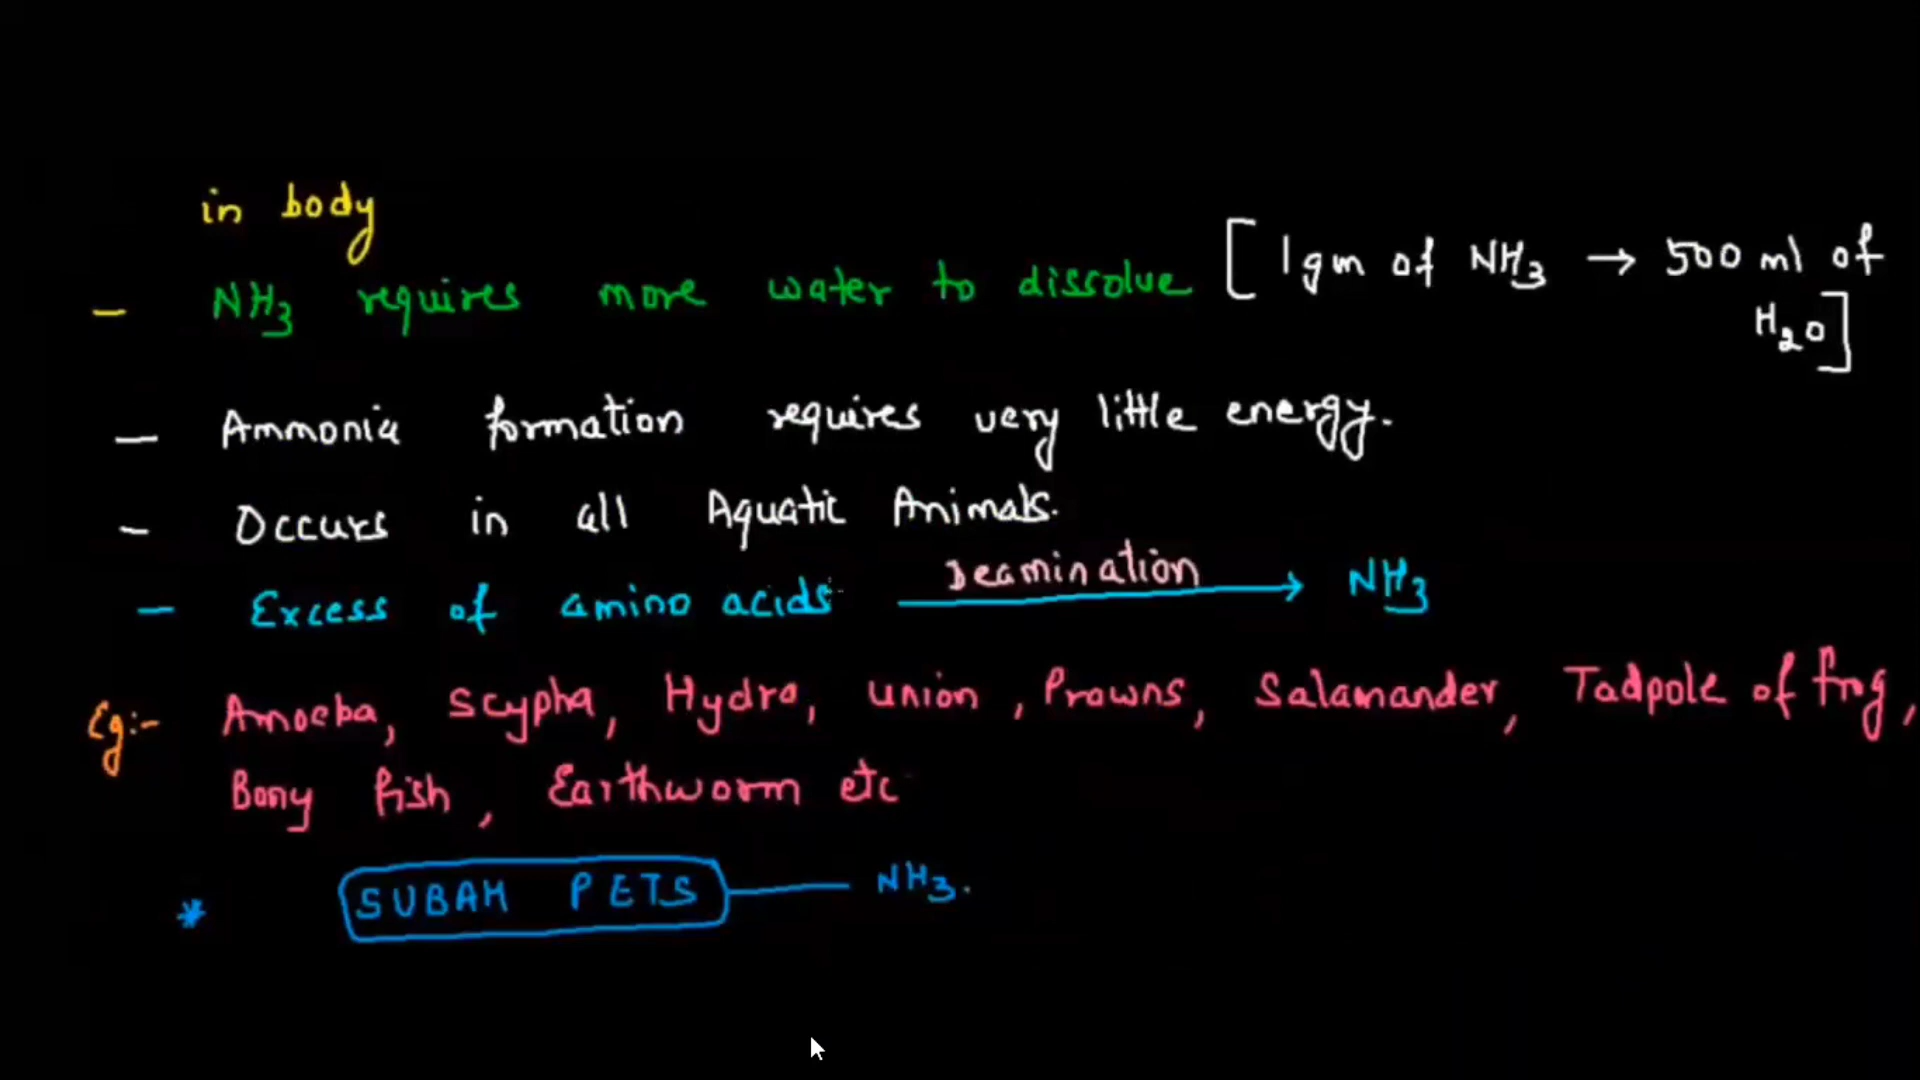 in body
- NH3 requires more water to dissolve [1gm of NH3 → 500 ml of H2O]
- Ammonia formation requires very little energy.
- Occurs in all Aquatic Animals.
- Excess of amino acids Deamination → NH3
Eg:- Amoeba, Scypha, Hydra, union, Prawns, Salamander, Tadpole of frog,
Bony fish, Earthworm etc
* SUBAH PETS — NH3.